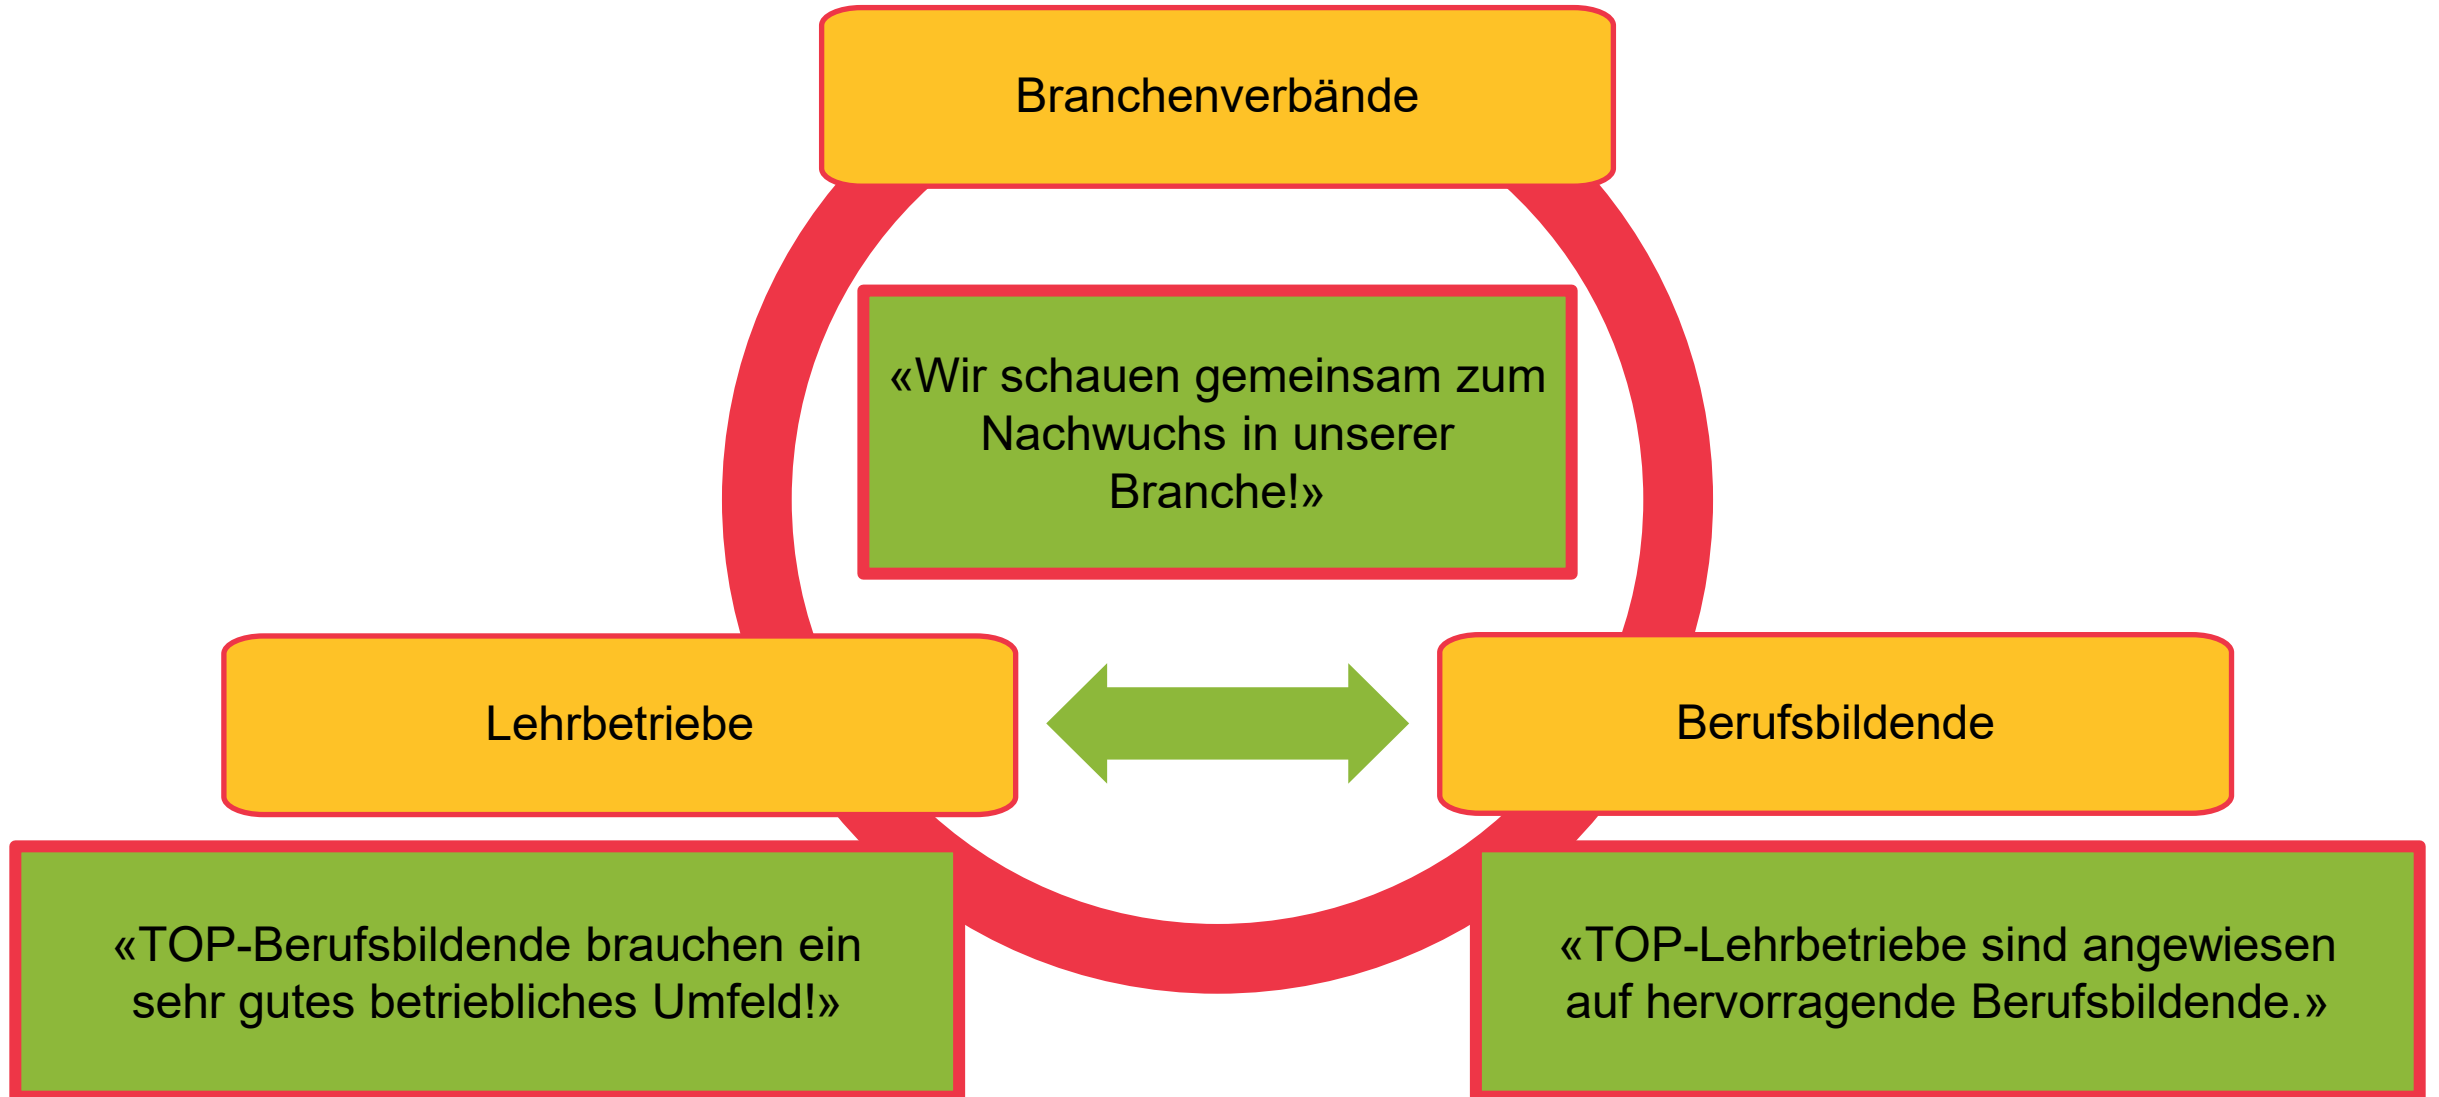 Branchenverbände
«Wir schauen gemeinsam zum
Nachwuchs in unserer
Branche!»
Lehrbetriebe
Berufsbildende
«TOP-Berufsbildende brauchen ein
sehr gutes betriebliches Umfeld!»
«TOP-Lehrbetriebe sind angewiesen
auf hervorragende Berufsbildende.»